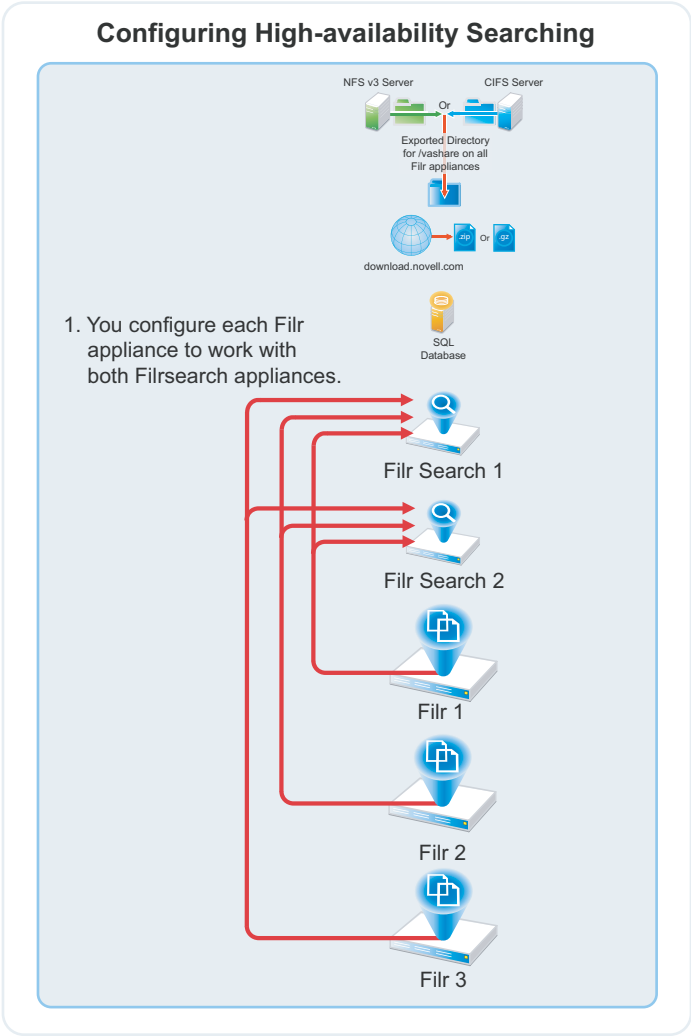 Configuring High-availability Searching
NFS v3 Server
CIFS Server
Or
Exported Directory
for /vashare on all
Filr appliances
.zip
Or
.gz
download.novell.com
SQL
Database
1. You configure each Filr
appliance to work with
both Filrsearch appliances.
Filr Search 1
Filr Search 2
Filr 1
Filr 2
Filr 3